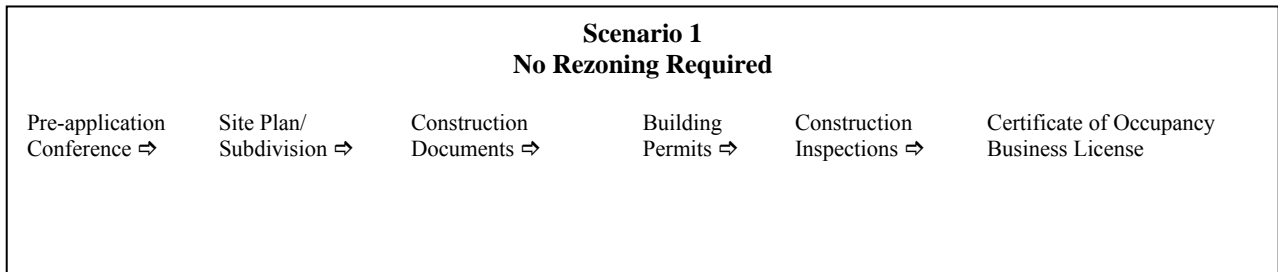 Scenario 1
No Rezoning Required
Pre-application Conference ⇨
Site Plan/ Subdivision ⇨
Construction Documents ⇨
Building Permits ⇨
Construction Inspections ⇨
Certificate of Occupancy
Business License